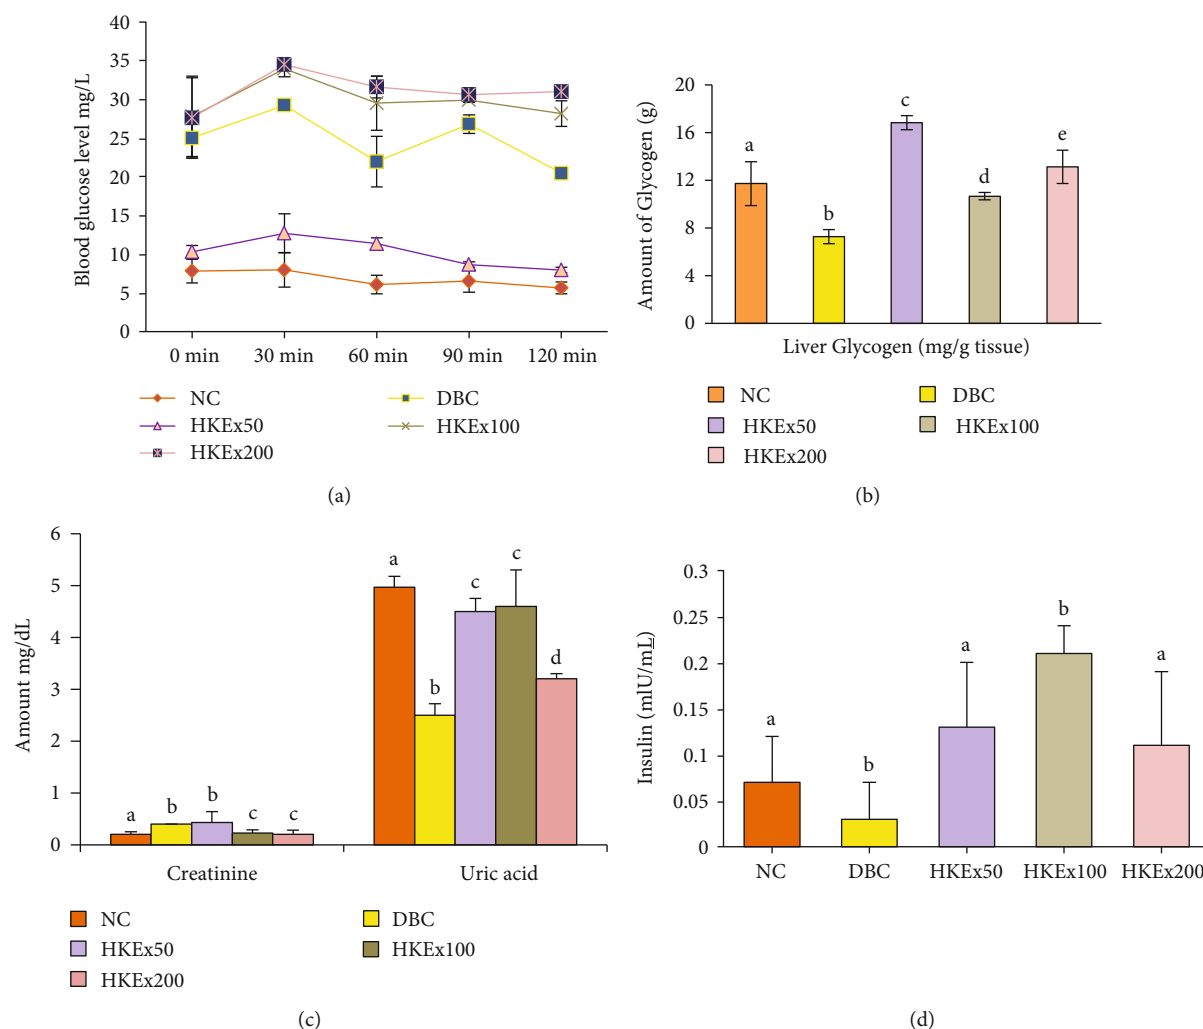 40
35
30
25
20
15
10
5
0
Blood glucose level mg/L
0 min 30 min 60 min 90 min 120 min
NC DBC
HKEx50 HKEx100
HKEx200
(a)
20
16
12
8
4
0
Amount of Glycogen (g)
a b c d e
Liver Glycogen (mg/g tissue)
NC DBC
HKEx50 HKEx100
HKEx200
(b)
6
5
4
3
2
1
0
Amount mg/dL
a b b c c a b c c d
Creatinine Uric acid
NC DBC
HKEx50 HKEx100
HKEx200
(c)
0.3
0.25
0.2
0.15
0.1
0.05
0
Insulin (mlU/mL)
a b a b a
NC DBC HKEx50 HKEx100 HKEx200
(d)